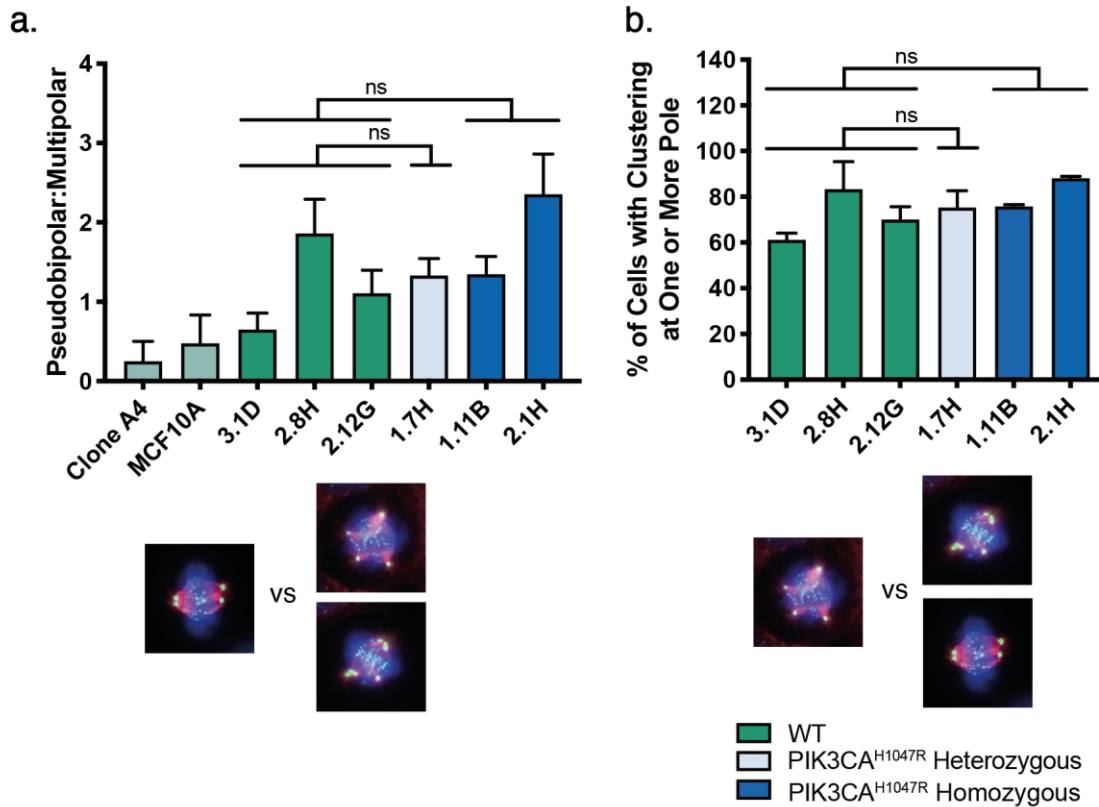 a.
Pseudobipolar:Multipolar
4
3
2
1
0
ns
ns
Clone A4
MCF10A
3.1D
2.8H
2.12G
1.7H
1.11B
2.1H
vs
b.
% of Cells with Clustering
at One or More Pole
140
120
100
80
60
40
20
0
ns
ns
3.1D
2.8H
2.12G
1.7H
1.11B
2.1H
vs
WT
PIK3CAᴴ¹⁰⁴⁷ᴿ Heterozygous
PIK3CAᴴ¹⁰⁴⁷ᴿ Homozygous